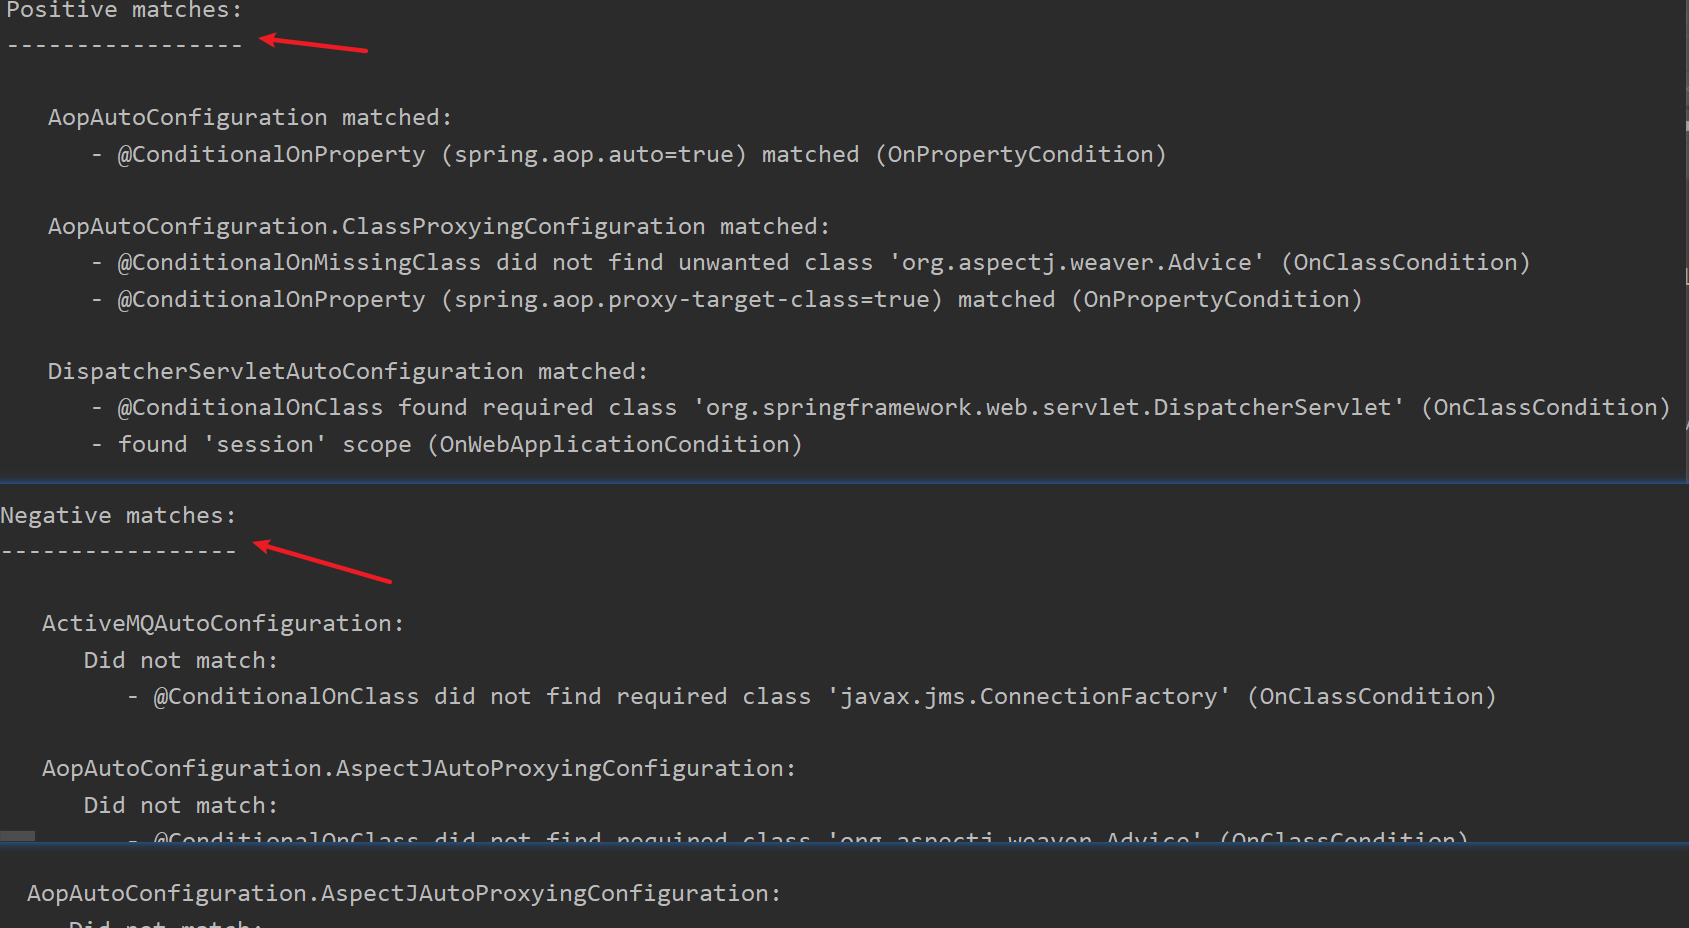 Positive matches:
-----------------
AopAutoConfiguration matched:
- @ConditionalOnProperty (spring.aop.auto=true) matched (OnPropertyCondition)
AopAutoConfiguration.ClassProxyingConfiguration matched:
- @ConditionalOnMissingClass did not find unwanted class 'org.aspectj.weaver.Advice' (OnClassCondition)
- @ConditionalOnProperty (spring.aop.proxy-target-class=true) matched (OnPropertyCondition)
DispatcherServletAutoConfiguration matched:
- @ConditionalOnClass found required class 'org.springframework.web.servlet.DispatcherServlet' (OnClassCondition)
- found 'session' scope (OnWebApplicationCondition)
Negative matches:
-----------------
ActiveMQAutoConfiguration:
Did not match:
- @ConditionalOnClass did not find required class 'javax.jms.ConnectionFactory' (OnClassCondition)
AopAutoConfiguration.AspectJAutoProxyingConfiguration:
Did not match:
- @ConditionalOnClass did not find required class 'org.aspectj.weaver.Advice' (OnClassCondition)
AopAutoConfiguration.AspectJAutoProxyingConfiguration:
Did not match: